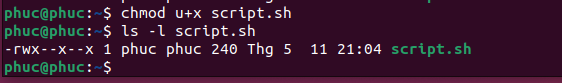 phuc@phuc:~$ chmod u+x script.sh
phuc@phuc:~$ ls -l script.sh
-rwx--x--x 1 phuc phuc 240 Thg 5  11 21:04 script.sh
phuc@phuc:~$